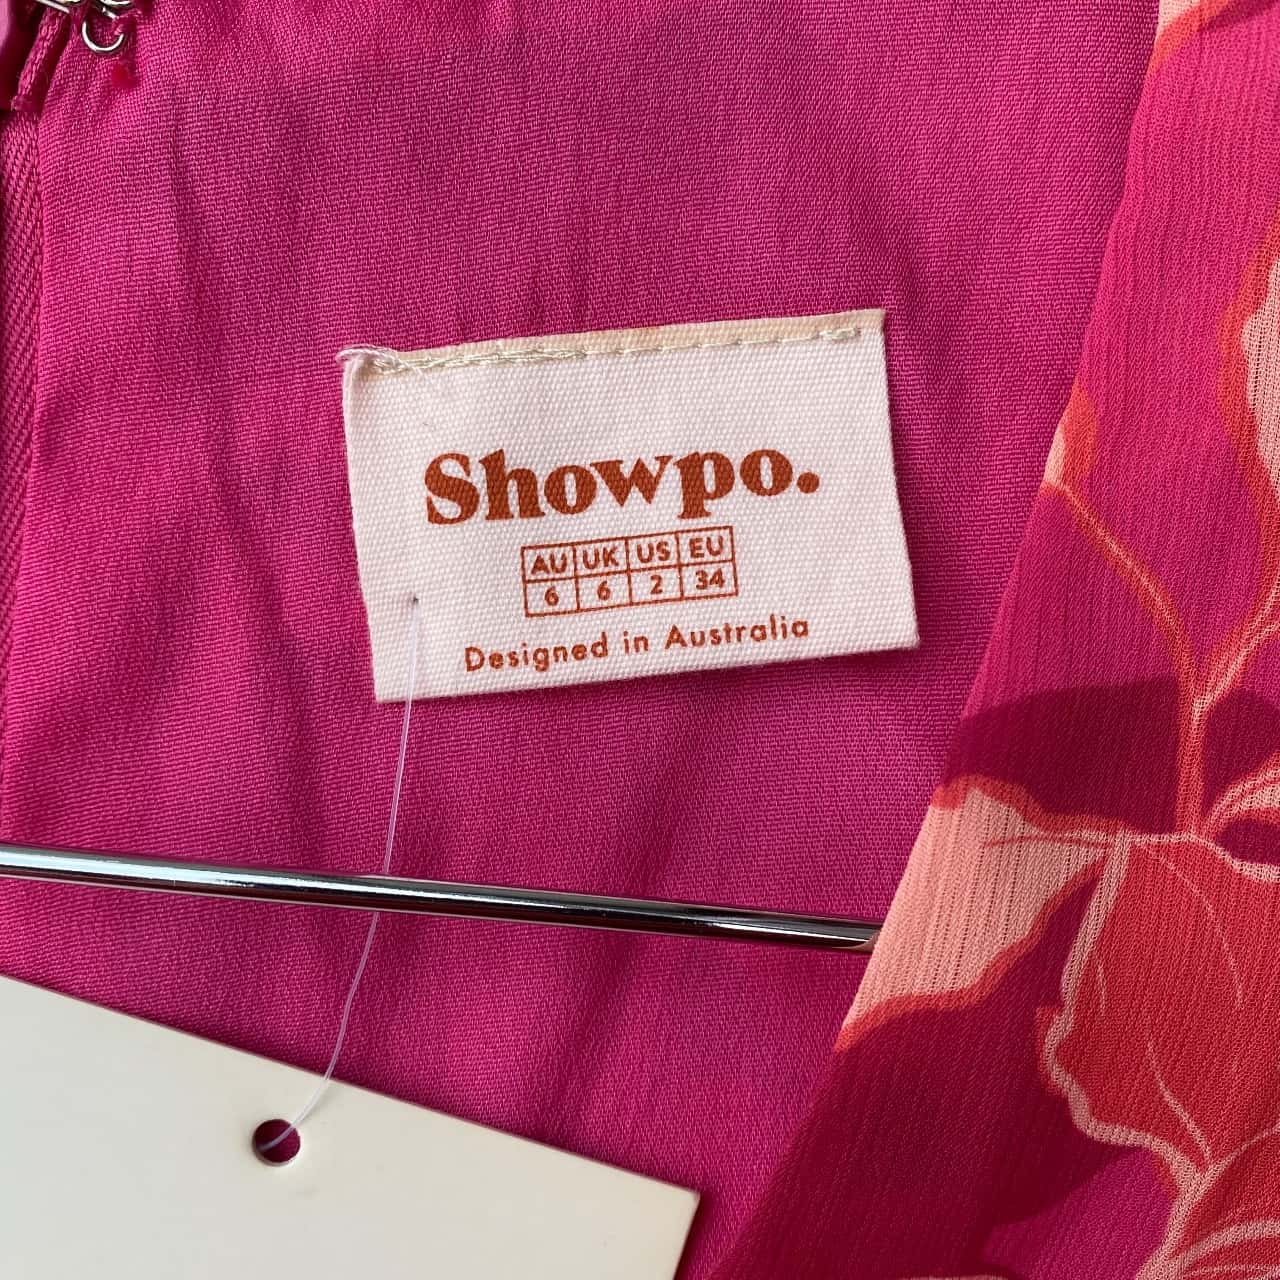 Showpo.
AU UK US EU
6 6 2 34
Designed in Australia